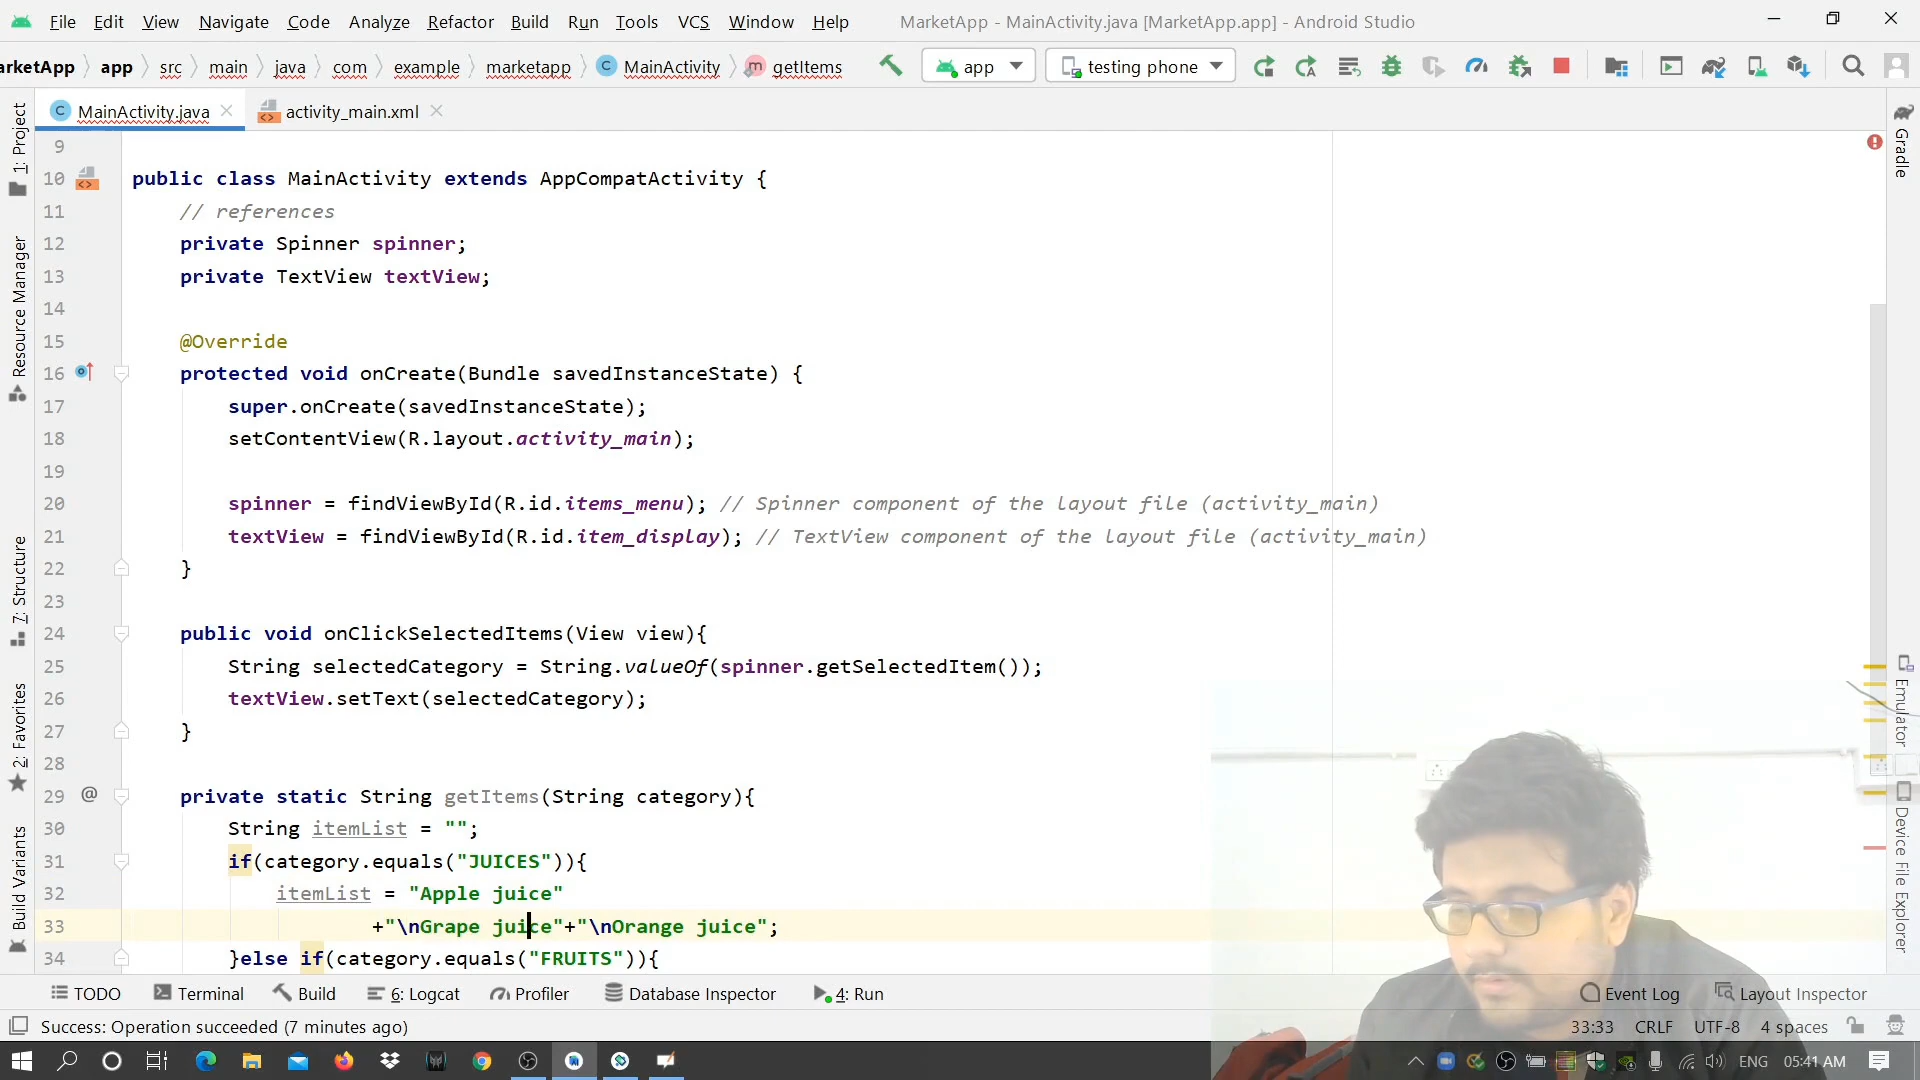 File Edit View Navigate Code Analyze Refactor Build Run Tools VCS Window Help MarketApp - MainActivity.java [MarketApp.app] - Android Studio
arketApp app src main java com example marketapp MainActivity getItems app testing phone
MainActivity.java activity_main.xml
1: Project
Resource Manager
7: Structure
2: Favorites
Build Variants
9
10 public class MainActivity extends AppCompatActivity {
11 // references
12 private Spinner spinner;
13 private TextView textView;
14
15 @Override
16 protected void onCreate(Bundle savedInstanceState) {
17 super.onCreate(savedInstanceState);
18 setContentView(R.layout.activity_main);
19
20 spinner = findViewById(R.id.items_menu); // Spinner component of the layout file (activity_main)
21 textView = findViewById(R.id.item_display); // TextView component of the layout file (activity_main)
22 }
23
24 public void onClickSelectedItems(View view){
25 String selectedCategory = String.valueOf(spinner.getSelectedItem());
26 textView.setText(selectedCategory);
27 }
28
29 @ private static String getItems(String category){
30 String itemList = "";
31 if(category.equals("JUICES")){
32 itemList = "Apple juice"
33 +"\nGrape juice"+"\nOrange juice";
34 }else if(category.equals("FRUITS")){
Gradle
Emulator
Device File Explorer
TODO Terminal Build 6: Logcat Profiler Database Inspector 4: Run Event Log Layout Inspector
Success: Operation succeeded (7 minutes ago) 33:33 CRLF UTF-8 4 spaces
ENG 05:41 AM